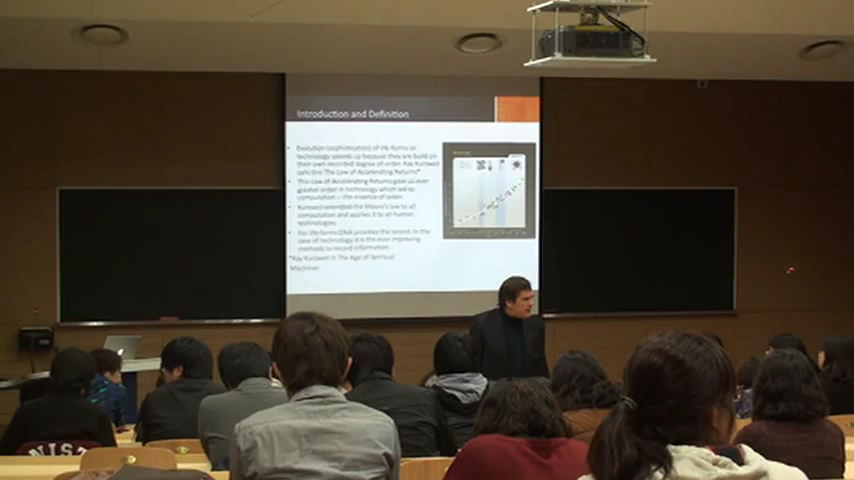 Introduction and Definition
• Evolution (sophistication) of life-forms or
technology speeds up because they are build on
their own recorded degree of order. Ray Kurzweil
calls this The Law of Accelerating Returns*
• This Law of Accelerating Returns gave us ever
greater order in technology which led to
computation – the essence of order.
• Kurzweil extended the Moore's law to all
computation and applies it to all human
technologies.
• For life-forms DNA provides the record. In the
case of technology it is the ever improving
methods to record information.
*Ray Kurzweil in The Age of Spiritual
Machines
NIST